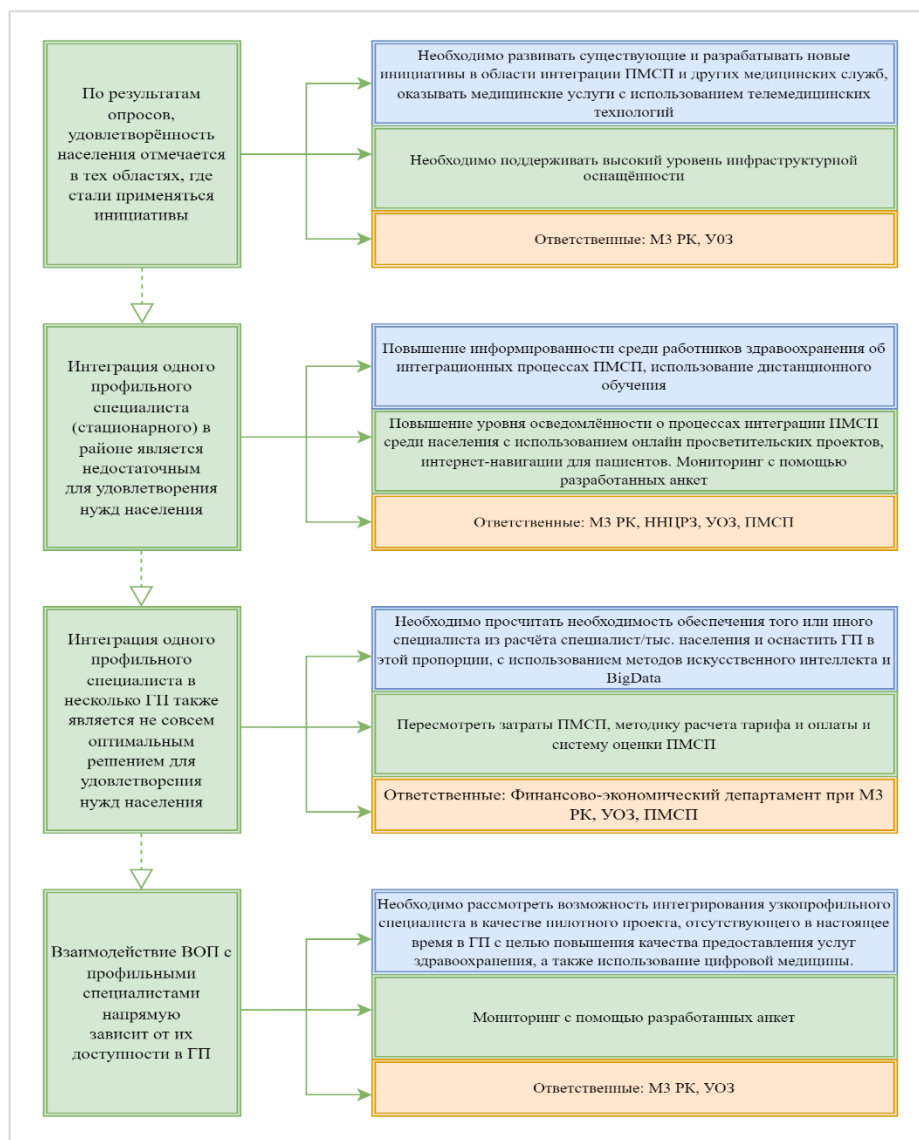 По результатам
опросов,
удовлетворённость
населения отмечается
в тех областях, где
стали применяться
инициативы
Необходимо развивать существующие и разрабатывать новые
инициативы в области интеграции ПМСП и других медицинских служб,
оказывать медицинские услуги с использованием телемедицинских
технологий
Необходимо поддерживать высокий уровень инфраструктурной
оснащённости
Ответственные: МЗ РК, У0З
Интеграция одного
профильного
специалиста
(стационарного) в
районе является
недостаточным
для удовлетворения
нужд населения
Повышение информированности среди работников здравоохранения об
интеграционных процессах ПМСП, использование дистанционного
обучения
Повышение уровня осведомлённости о процессах интеграции ПМСП
среди населения с использованием онлайн просветительских проектов,
интернет-навигации для пациентов. Мониторинг с помощью
разработанных анкет
Ответственные: МЗ РК, ННЦРЗ, УОЗ, ПМСП
Интеграция одного
профильного
специалиста в
несколько ГП также
является не совсем
оптимальным
решением для
удовлетворения
нужд населения
Необходимо просчитать необходимость обеспечения того или иного
специалиста из расчёта специалист/тыс. населения и оснастить ГП в
этой пропорции, с использованием методов искусственного интеллекта и
BigData
Пересмотреть затраты ПМСП, методику расчета тарифа и оплаты и
систему оценки ПМСП
Ответственные: Финансово-экономический департамент при МЗ
РК, УОЗ, ПМСП
Взаимодействие ВОП с
профильными
специалистами
напрямую
зависит от их
доступности в ГП
Необходимо рассмотреть возможность интегрирования узкопрофильного
специалиста в качестве пилотного проекта, отсутствующего в настоящее
время в ГП с целью повышения качества предоставления услуг
здравоохранения, а также использование цифровой медицины.
Мониторинг с помощью разработанных анкет
Ответственные: МЗ РК, УОЗ